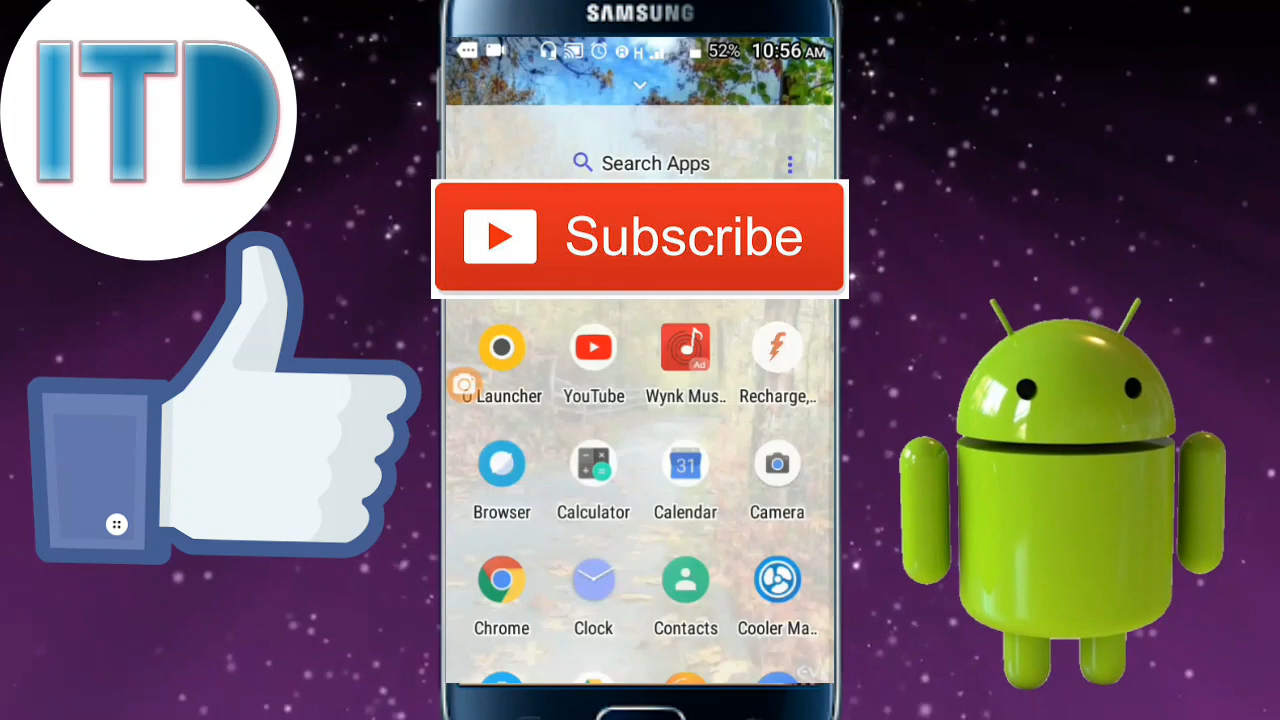 SAMSUNG
ITD
H 52% 10:56 AM
Search Apps
Subscribe
Ad
Launcher YouTube Wynk Mus.. Recharge,..
31
Browser Calculator Calendar Camera
Chrome Clock Contacts Cooler Ma..